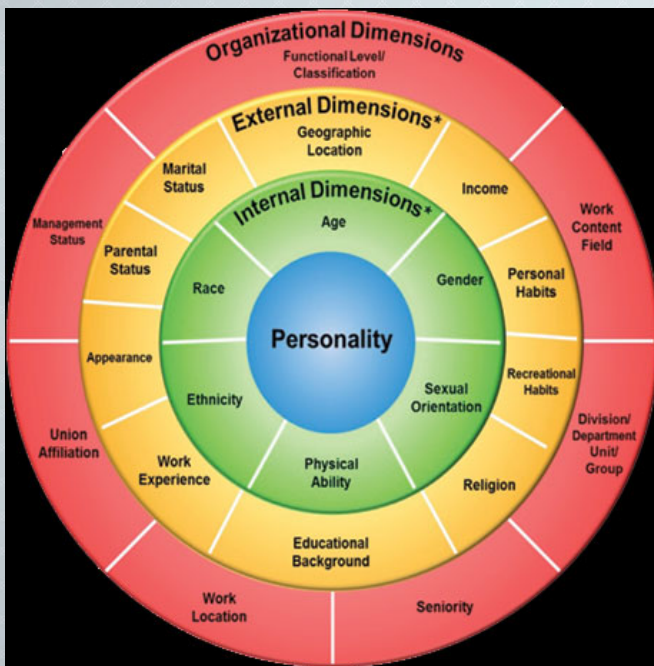 Organizational Dimensions
Functional Level/
Classification
External Dimensions*
Geographic
Location
Marital
Status
Income
Internal Dimensions*
Age
Management
Status
Work
Content
Field
Parental
Status
Personal
Habits
Race
Gender
Personality
Appearance
Recreational
Habits
Ethnicity
Sexual
Orientation
Union
Affiliation
Division/
Department
Unit/
Group
Work
Experience
Physical
Ability
Religion
Educational
Background
Work
Location
Seniority